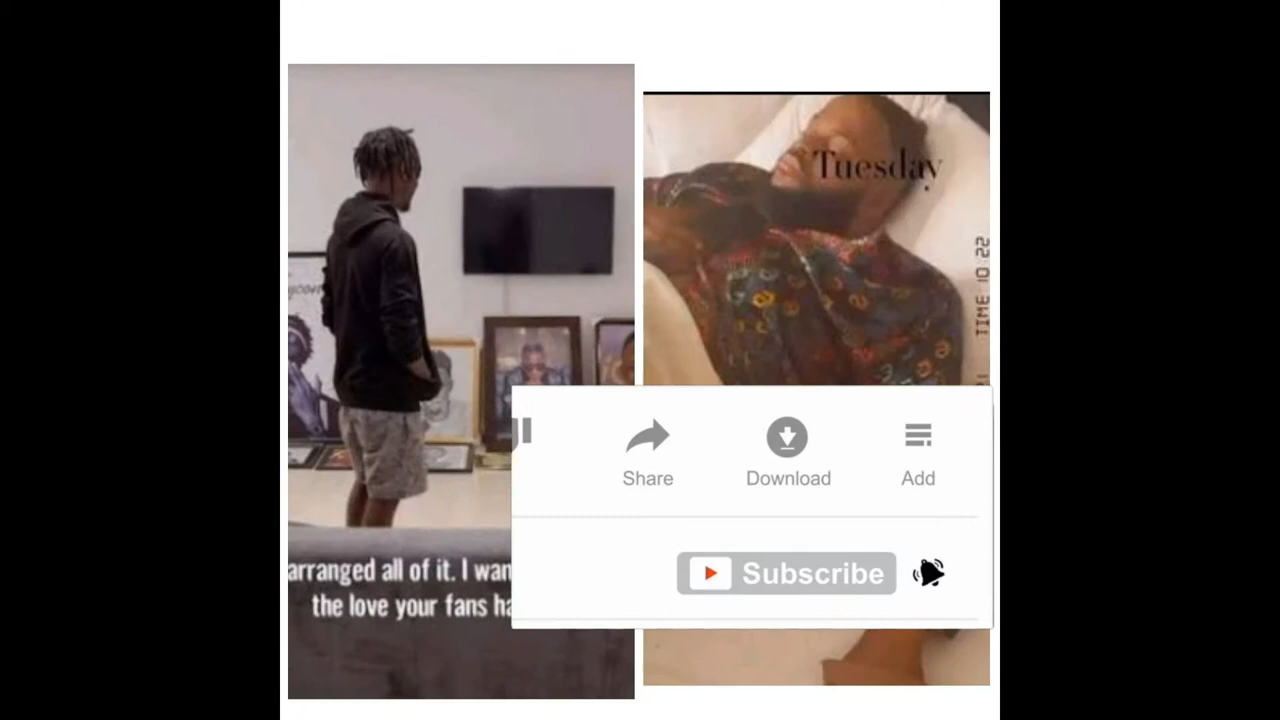 Tuesday
TIME 10 22
Share
Download
Add
Subscribe
arranged all of it. I wan
the love your fans ha